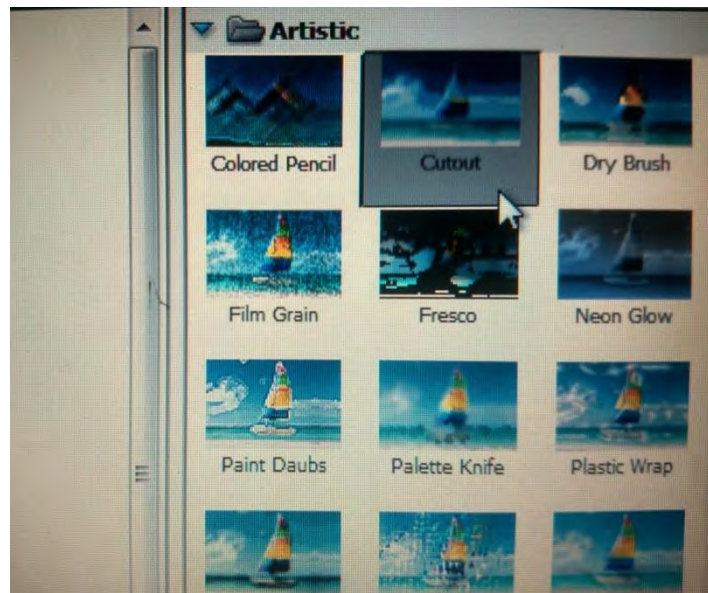 Artistic
Colored Pencil Cutout Dry Brush
Film Grain Fresco Neon Glow
Paint Daubs Palette Knife Plastic Wrap